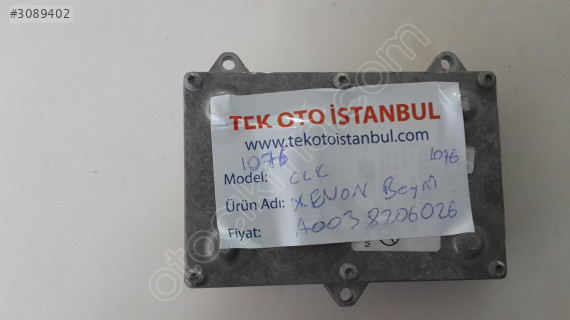 #3089402
TEK OTO İSTANBUL
www.tekotoistanbul.com
1076 1076
Model: CLK
Ürün Adı: XENON Beyni
Fiyat: A0038206026